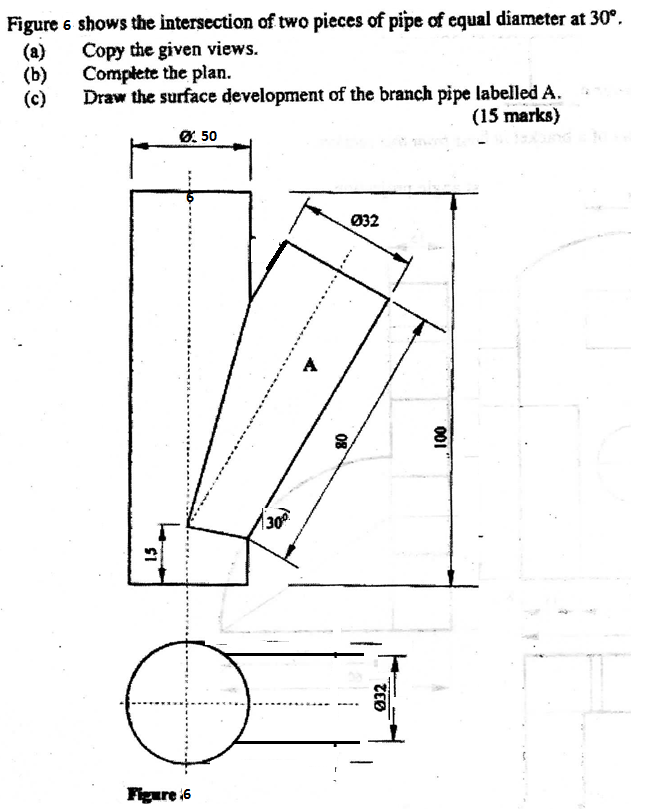 Figure 6 shows the intersection of two pieces of pipe of equal diameter at 30°.
(a) Copy the given views.
(b) Complete the plan.
(c) Draw the surface development of the branch pipe labelled A.
(15 marks)
Ø: 50
6
Ø32
A
80
100
30°
15
Ø32
Figure 6